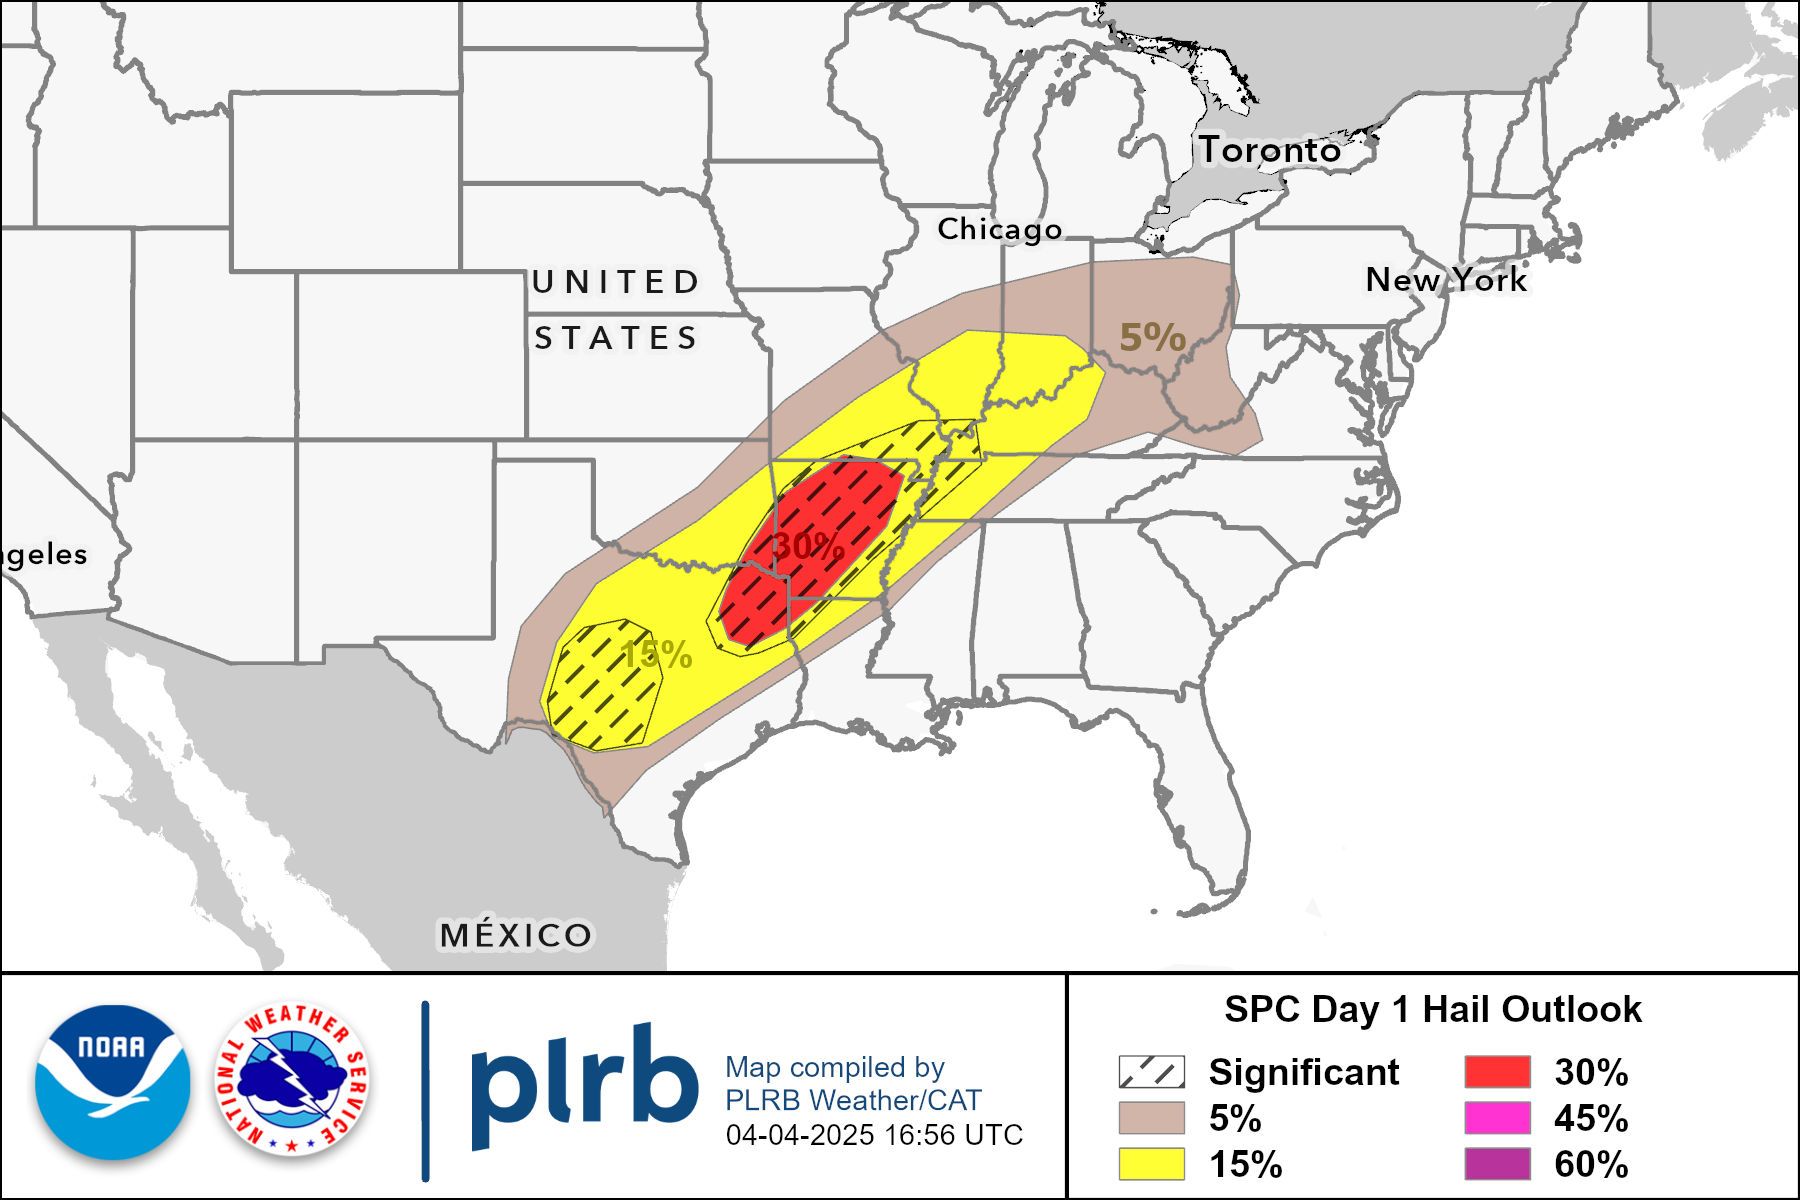 Toronto
Chicago
New York
UNITED
STATES
5%
30%
ngeles
15%
MÉXICO
NOAA
NATIONAL WEATHER SERVICE
plrb
Map compiled by
PLRB Weather/CAT
04-04-2025 16:56 UTC
SPC Day 1 Hail Outlook
Significant
5%
15%
30%
45%
60%